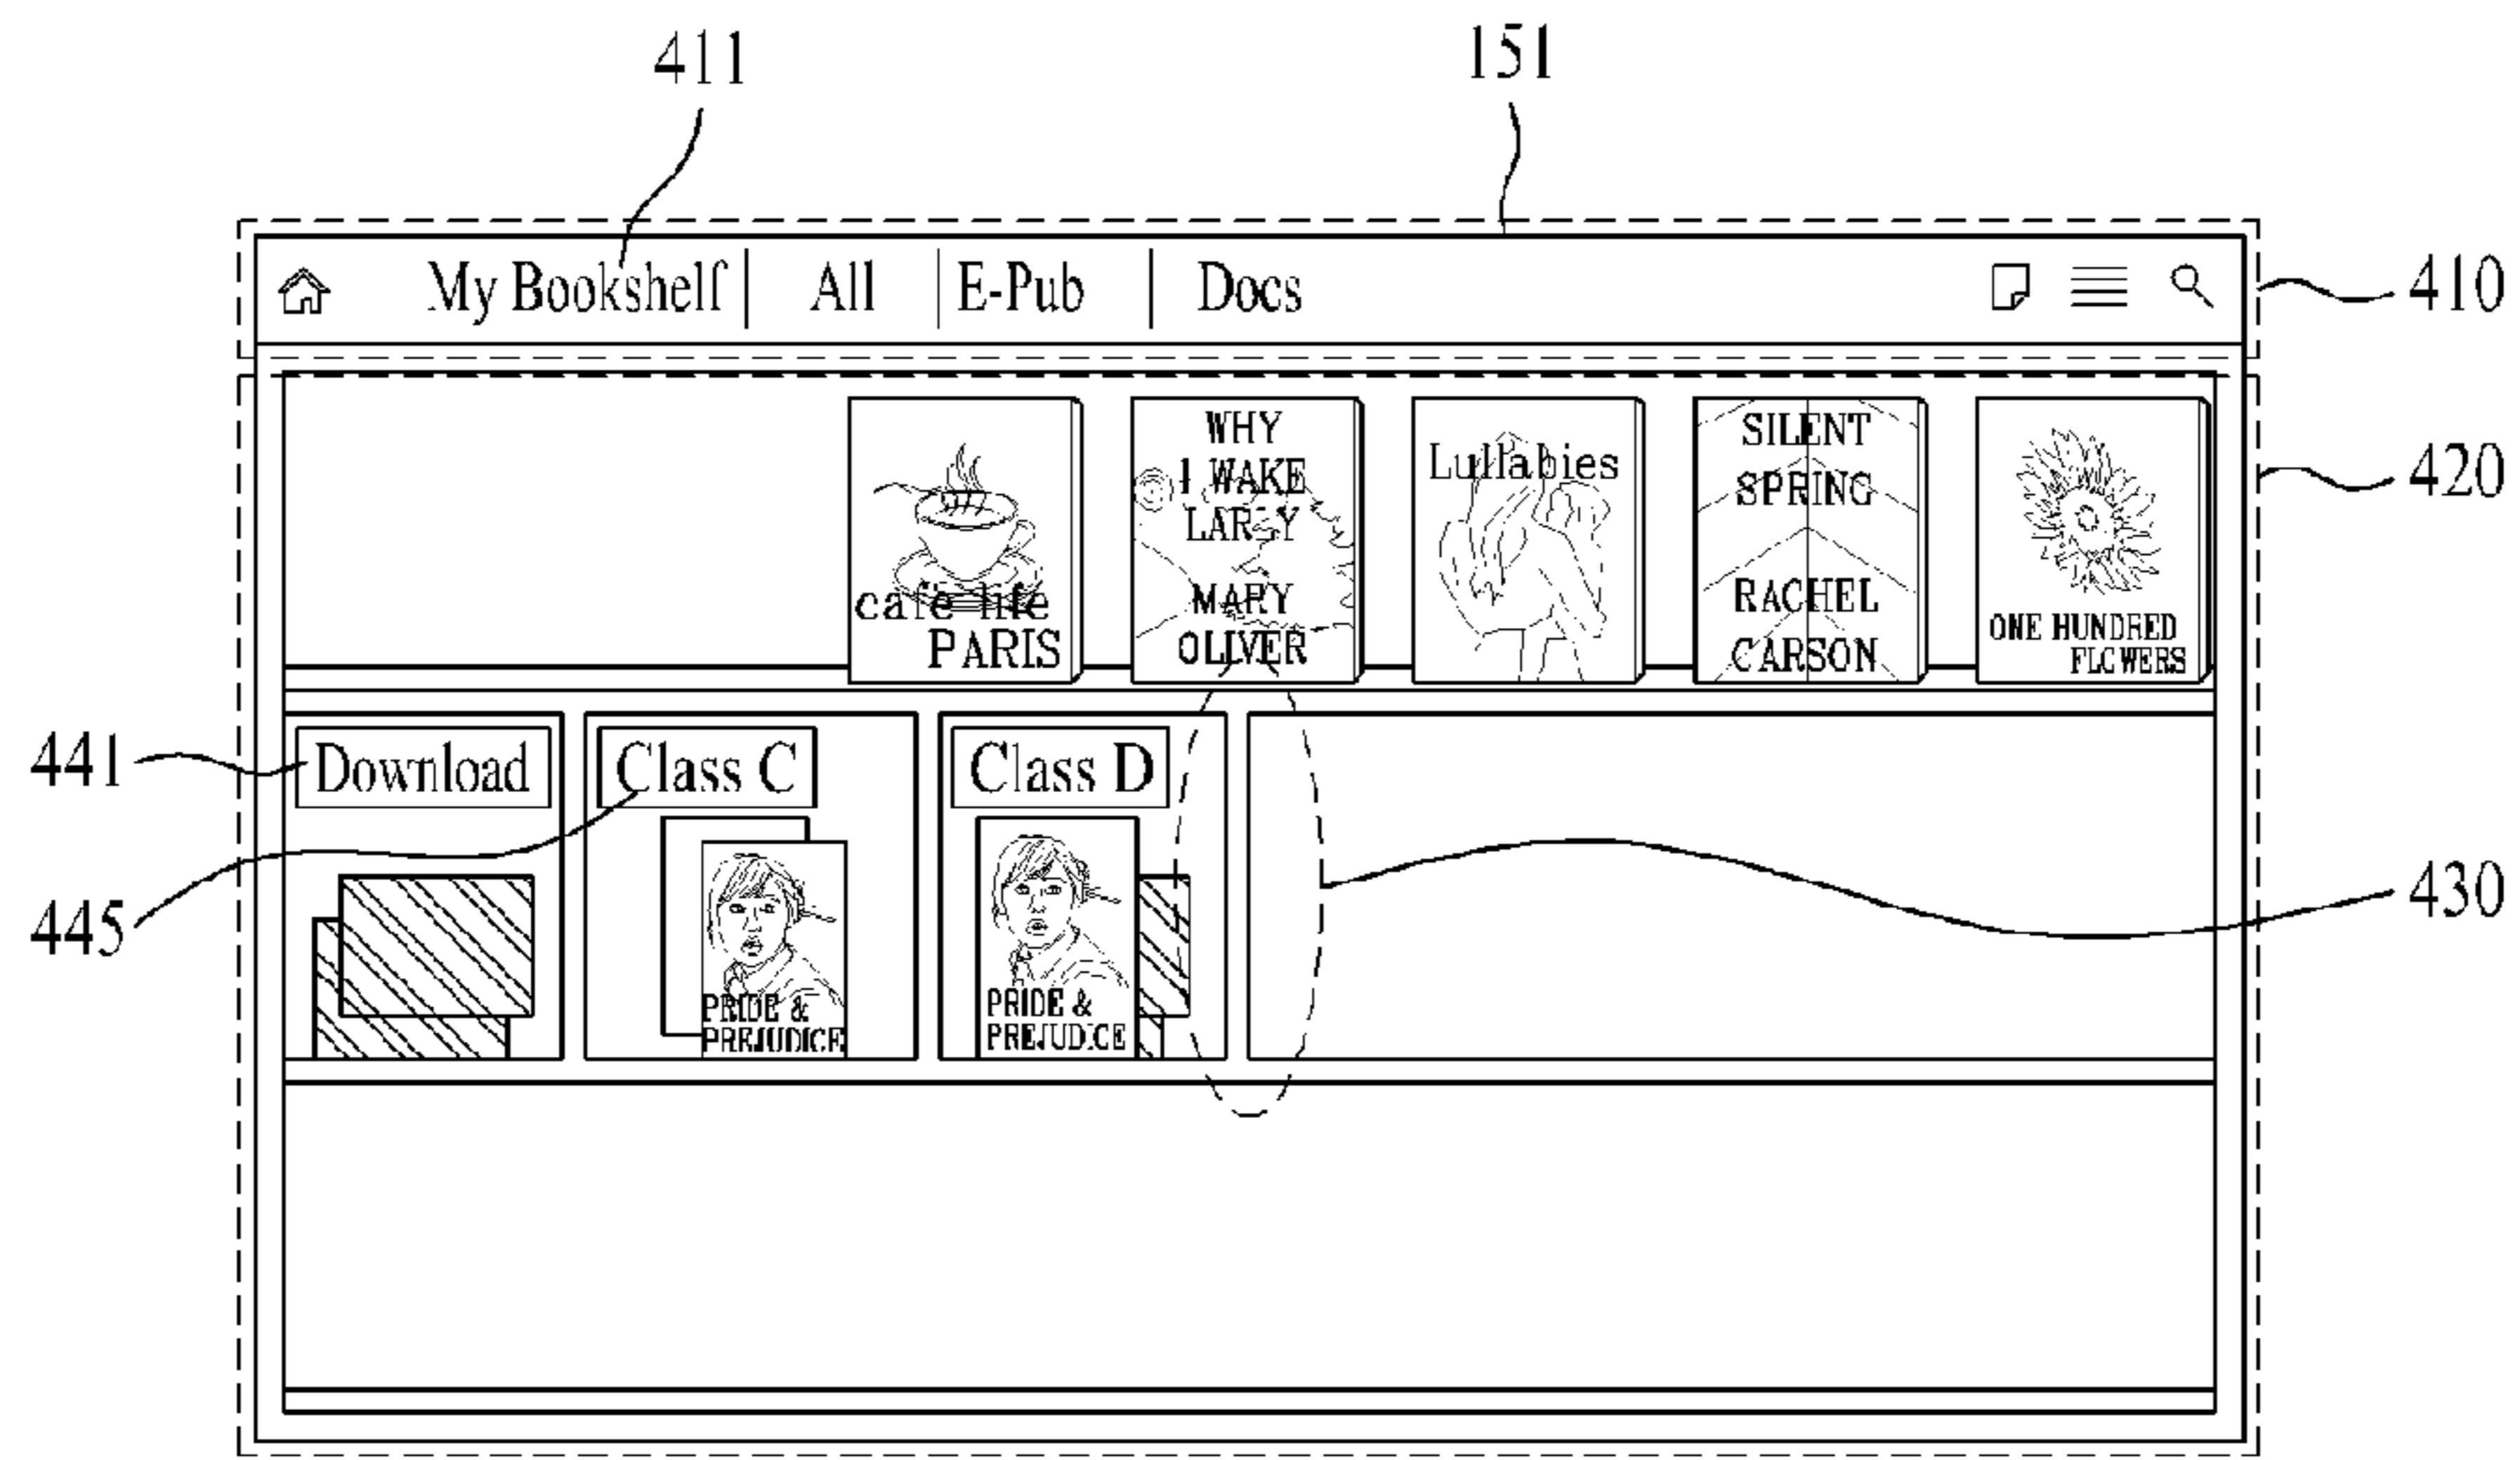 411
151
My Bookshelf
All
E-Pub
Docs
410
420
cafe life
PARIS
WHY
I WAKE
LARLY
MARY
OLIVER
Lullabies
SILENT
SPRING
RACHEL
CARSON
ONE HUNDRED
FLOWERS
441
Download
Class C
Class D
445
430
PRIDE &
PREJUDICE
PRIDE &
PREJUDICE